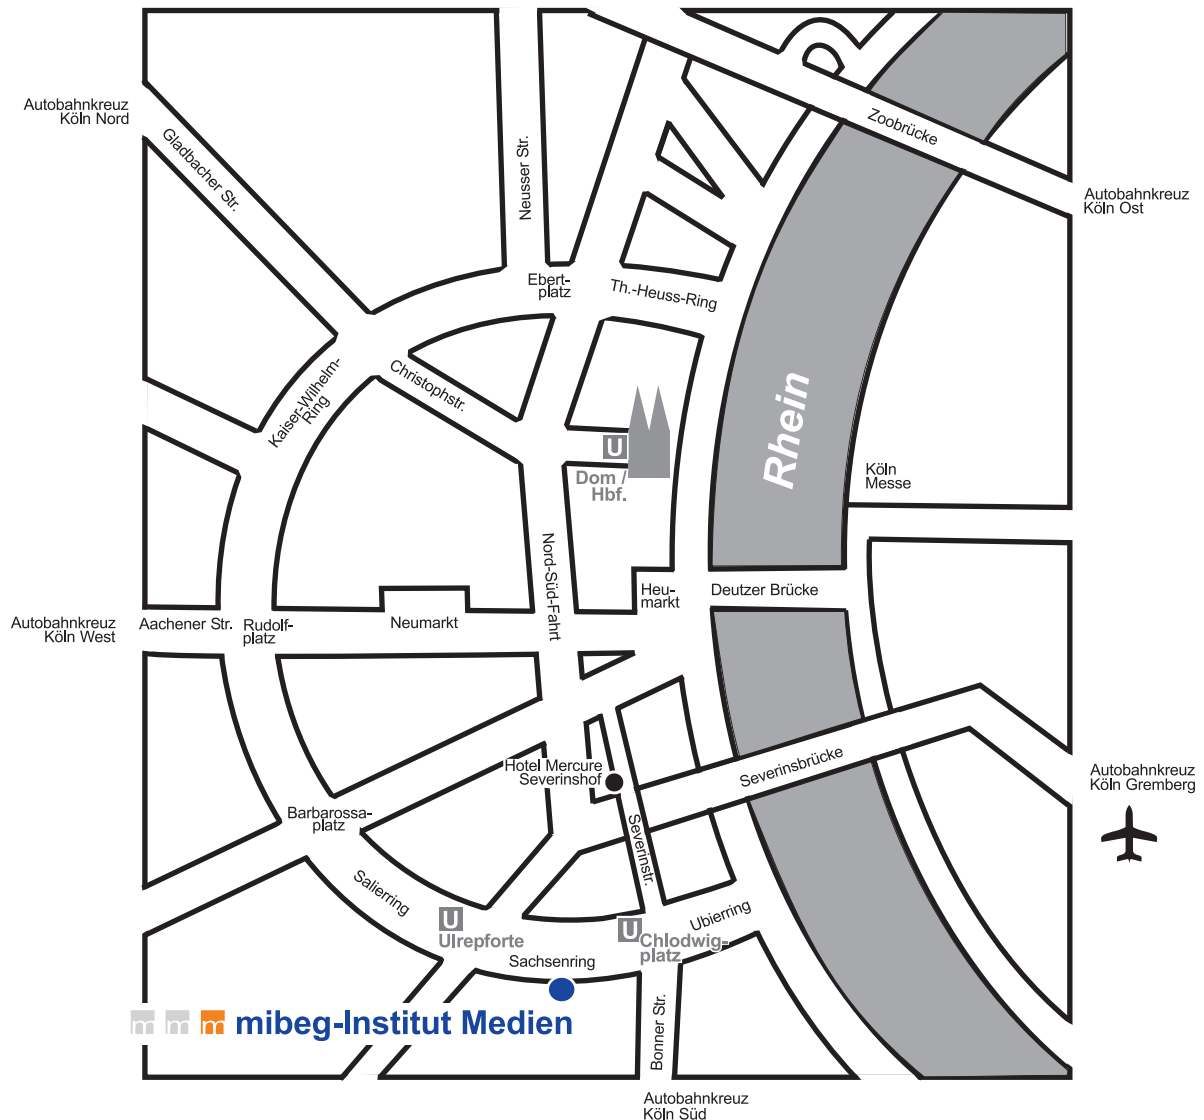 Autobahnkreuz
Köln Nord
Gladbacher Str.
Neusser Str.
Zoobrücke
Autobahnkreuz
Köln Ost
Ebert-
platz
Th.-Heuss-Ring
Kaiser-Wilhelm-
Ring
Christophstr.
Rhein
U
Dom /
Hbf.
Köln
Messe
Nord-Süd-Fahrt
Heu-
markt
Deutzer Brücke
Autobahnkreuz
Köln West
Aachener Str.
Rudolf-
platz
Neumarkt
Hotel Mercure
Severinshof
Severinsbrücke
Autobahnkreuz
Köln Gremberg
Barbarossa-
platz
Severinstr.
Salierring
U
Ulrepforte
U
Chlodwig-
platz
Ubierring
Sachsenring
m m m mibeg-Institut Medien
Bonner Str.
Autobahnkreuz
Köln Süd